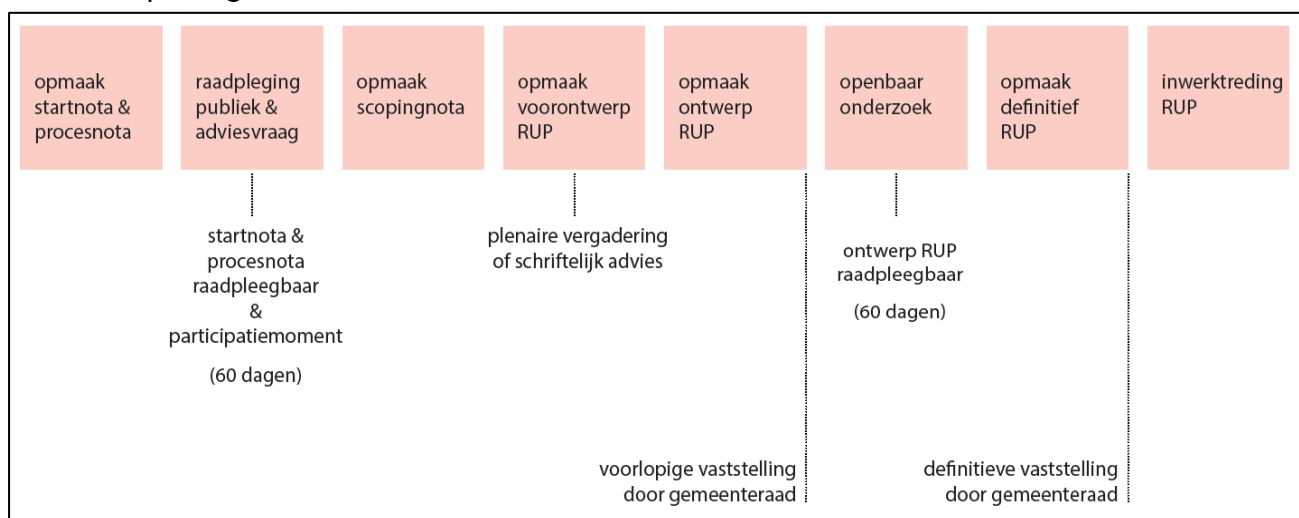 opmaak
startnota &
procesnota
raadpleging
publiek &
adviesvraag
opmaak
scopingnota
opmaak
voorontwerp
RUP
opmaak
ontwerp
RUP
openbaar
onderzoek
opmaak
definitief
RUP
inwerktreding
RUP
startnota &
procesnota
raadpleegbaar
&
participatiemoment
(60 dagen)
plenaire vergadering
of schriftelijk advies
ontwerp RUP
raadpleegbaar
(60 dagen)
voorlopige vaststelling
door gemeenteraad
definitieve vaststelling
door gemeenteraad